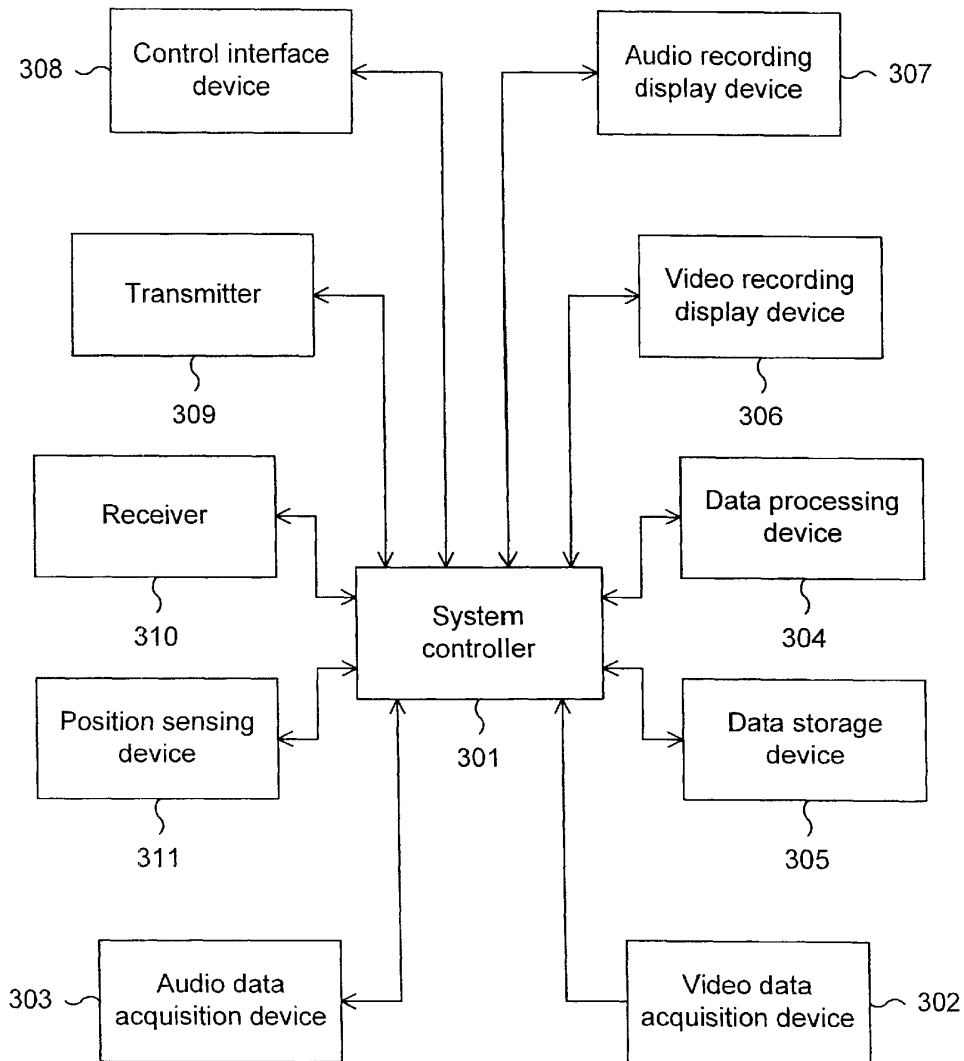 308
Control interface
device
Audio recording
display device
307
Transmitter
309
Video recording
display device
306
Receiver
310
Data processing
device
304
System
controller
301
Position sensing
device
311
Data storage
device
305
303
Audio data
acquisition device
Video data
acquisition device
302